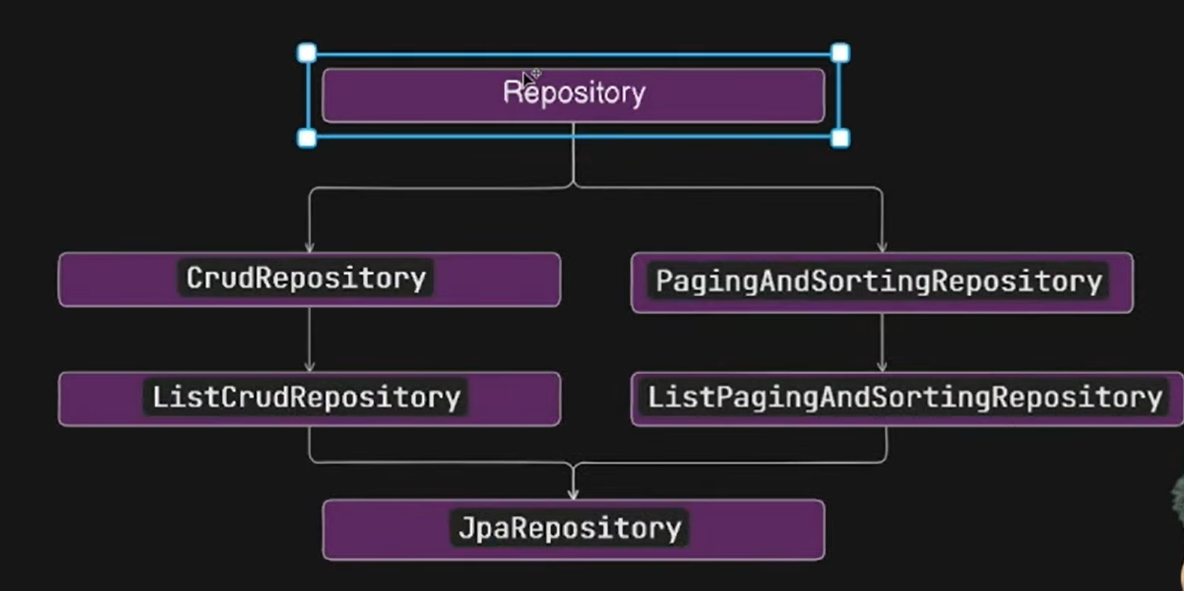 Repository
CrudRepository
PagingAndSortingRepository
ListCrudRepository
ListPagingAndSortingRepository
JpaRepository